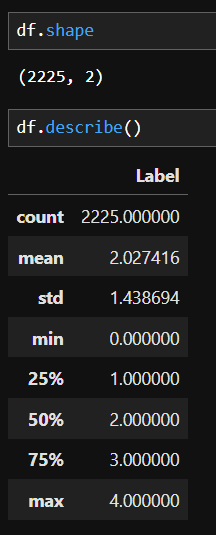 df.shape
(2225, 2)
df.describe()
Label
count 2225.000000
mean 2.027416
std 1.438694
min 0.000000
25% 1.000000
50% 2.000000
75% 3.000000
max 4.000000